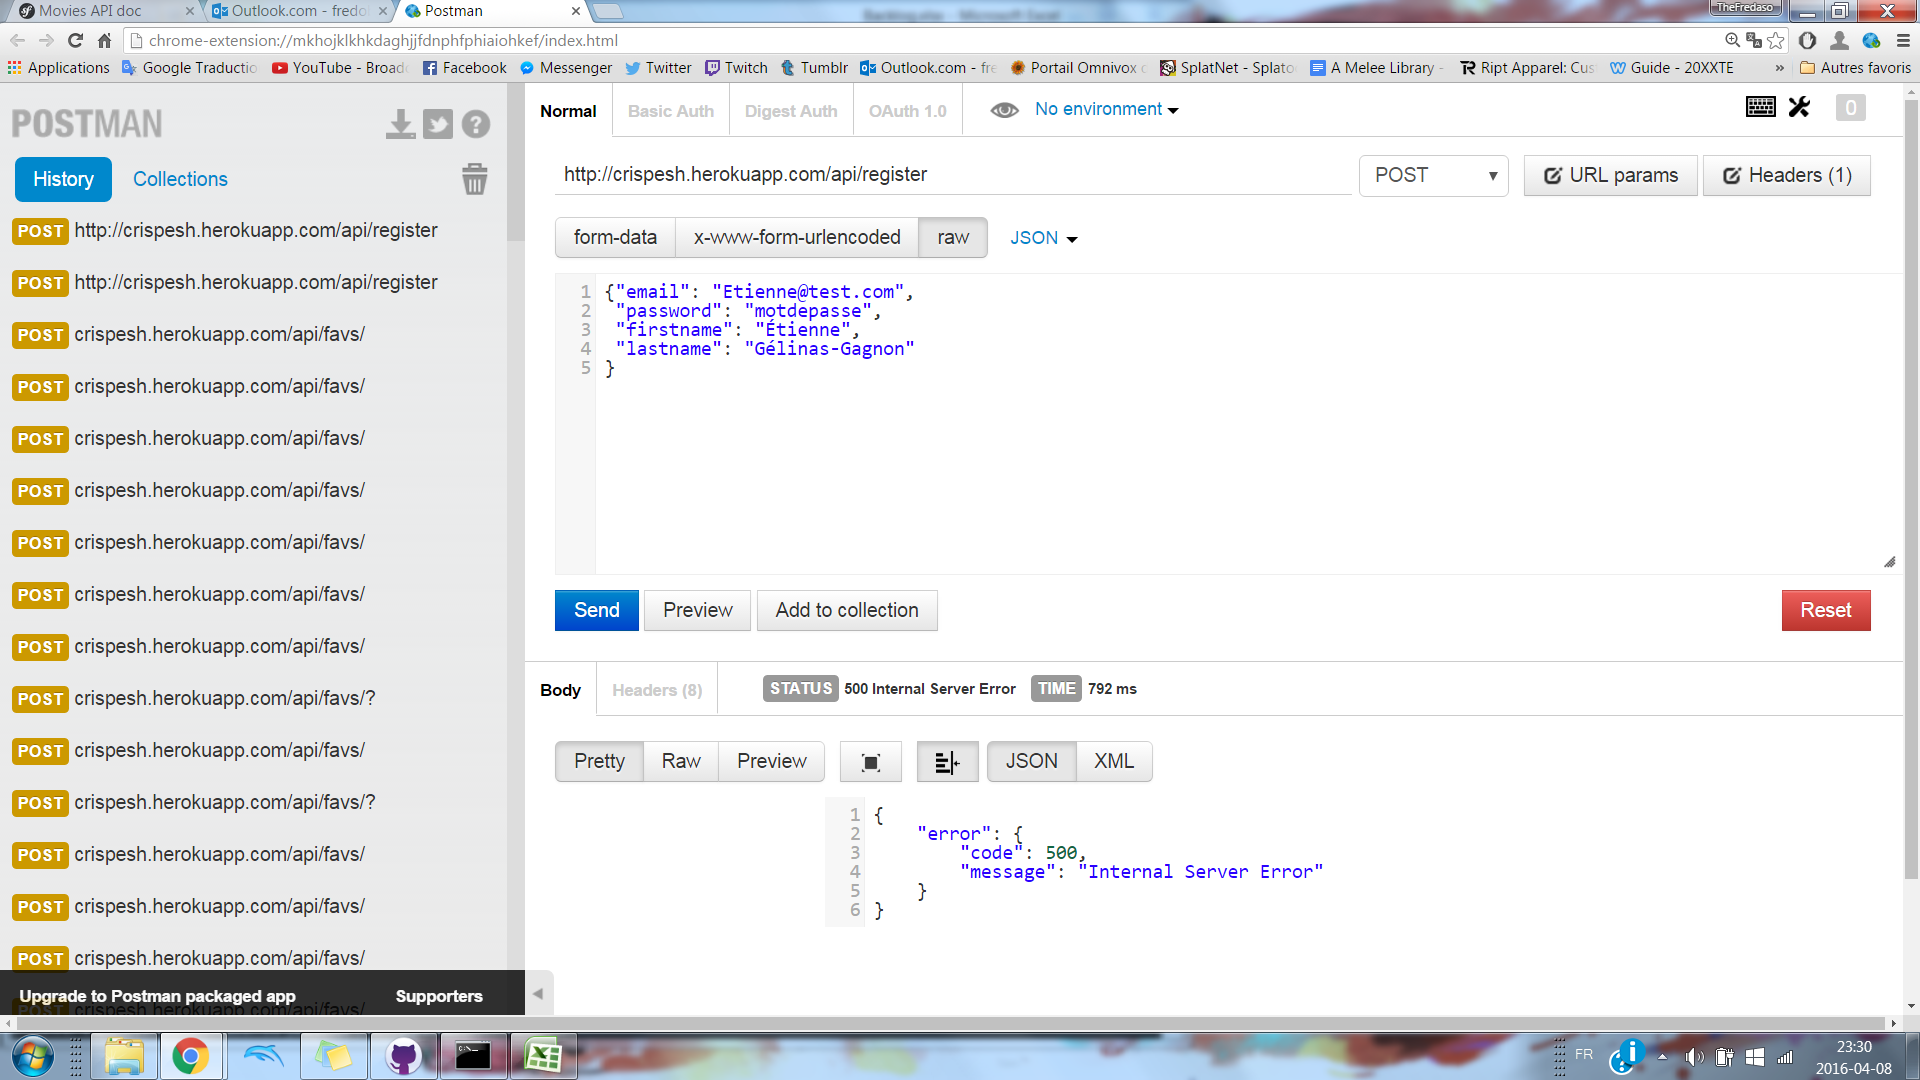 Movies API doc
Outlook.com - fredo
Postman
TheFredaso
chrome-extension://mkhojklkhkdaghjjfdnphfphiaiohkef/index.html
Applications
Google Traductio
YouTube - Broad
Facebook
Messenger
Twitter
Twitch
Tumblr
Outlook.com - fre
Portail Omnivox c
SplatNet - Splato
A Melee Library -
Ript Apparel: Cus
Guide - 20XXTE
»
Autres favoris
POSTMAN
History
Collections
POST http://crispesh.herokuapp.com/api/register
POST http://crispesh.herokuapp.com/api/register
POST crispesh.herokuapp.com/api/favs/
POST crispesh.herokuapp.com/api/favs/
POST crispesh.herokuapp.com/api/favs/
POST crispesh.herokuapp.com/api/favs/
POST crispesh.herokuapp.com/api/favs/
POST crispesh.herokuapp.com/api/favs/
POST crispesh.herokuapp.com/api/favs/
POST crispesh.herokuapp.com/api/favs/?
POST crispesh.herokuapp.com/api/favs/
POST crispesh.herokuapp.com/api/favs/?
POST crispesh.herokuapp.com/api/favs/
POST crispesh.herokuapp.com/api/favs/
POST crispesh.herokuapp.com/api/favs/
Upgrade to Postman packaged app
Supporters
Normal
Basic Auth
Digest Auth
OAuth 1.0
No environment
0
http://crispesh.herokuapp.com/api/register
POST
URL params
Headers (1)
form-data
x-www-form-urlencoded
raw
JSON
1 {"email": "Etienne@test.com",
2 "password": "motdepasse",
3 "firstname": "Étienne",
4 "lastname": "Gélinas-Gagnon"
5 }
Send
Preview
Add to collection
Reset
Body
Headers (8)
STATUS 500 Internal Server Error
TIME 792 ms
Pretty
Raw
Preview
JSON
XML
1 {
2 "error": {
3 "code": 500,
4 "message": "Internal Server Error"
5 }
6 }
FR
23:30
2016-04-08